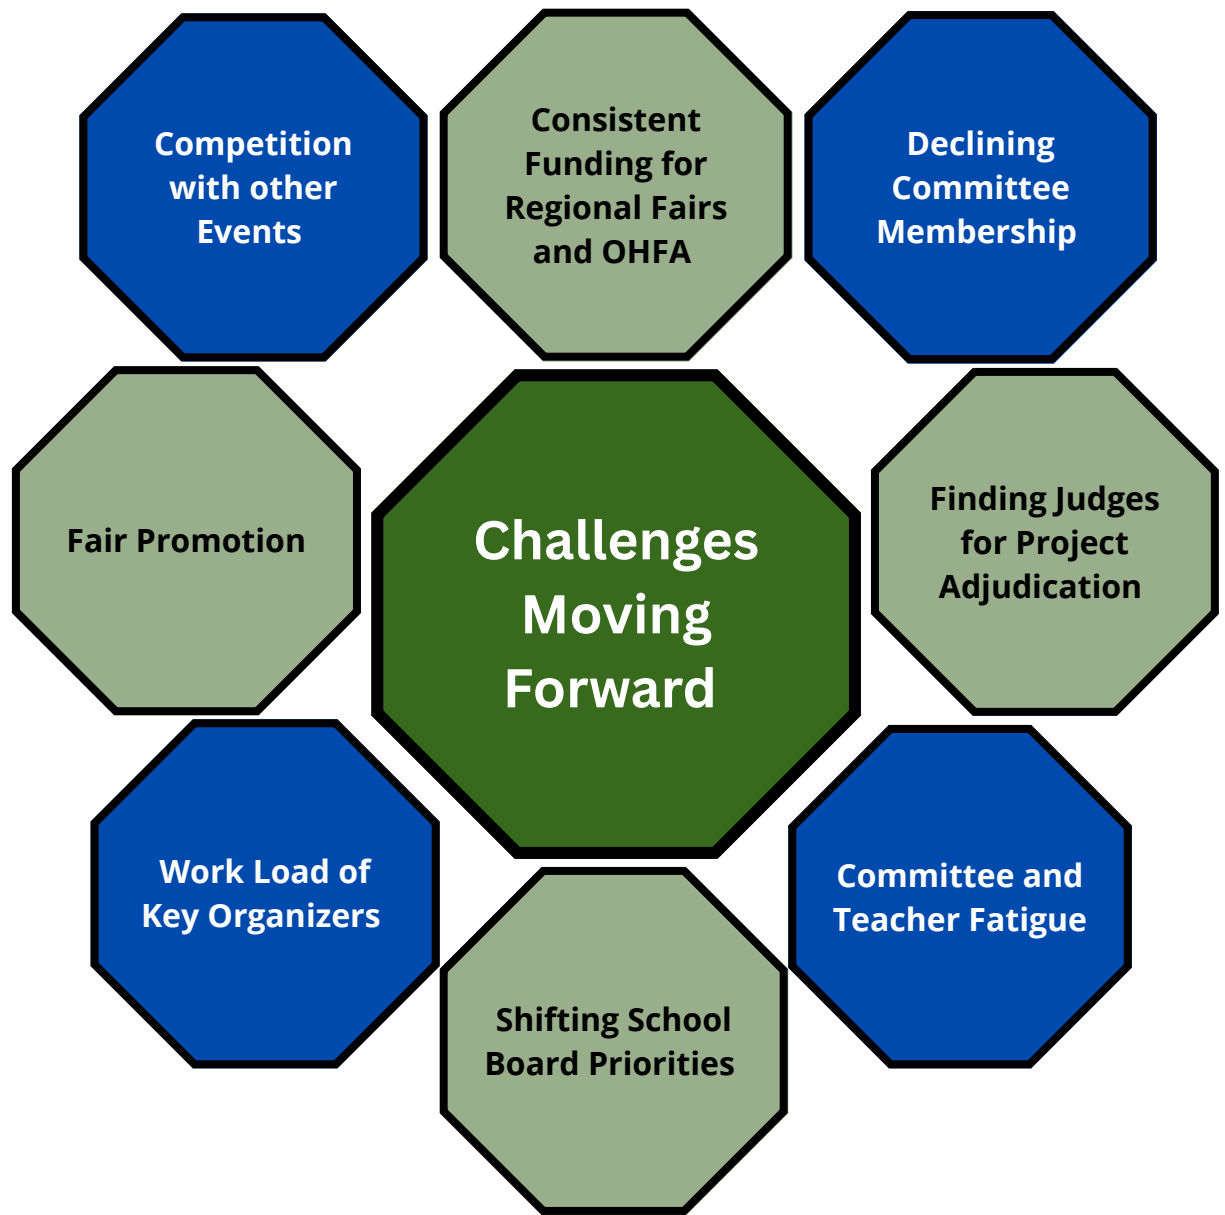 Competition
with other
Events
Consistent
Funding for
Regional Fairs
and OHFA
Declining
Committee
Membership
Fair Promotion
Challenges
Moving
Forward
Finding Judges
for Project
Adjudication
Work Load of
Key Organizers
Shifting School
Board Priorities
Committee and
Teacher Fatigue